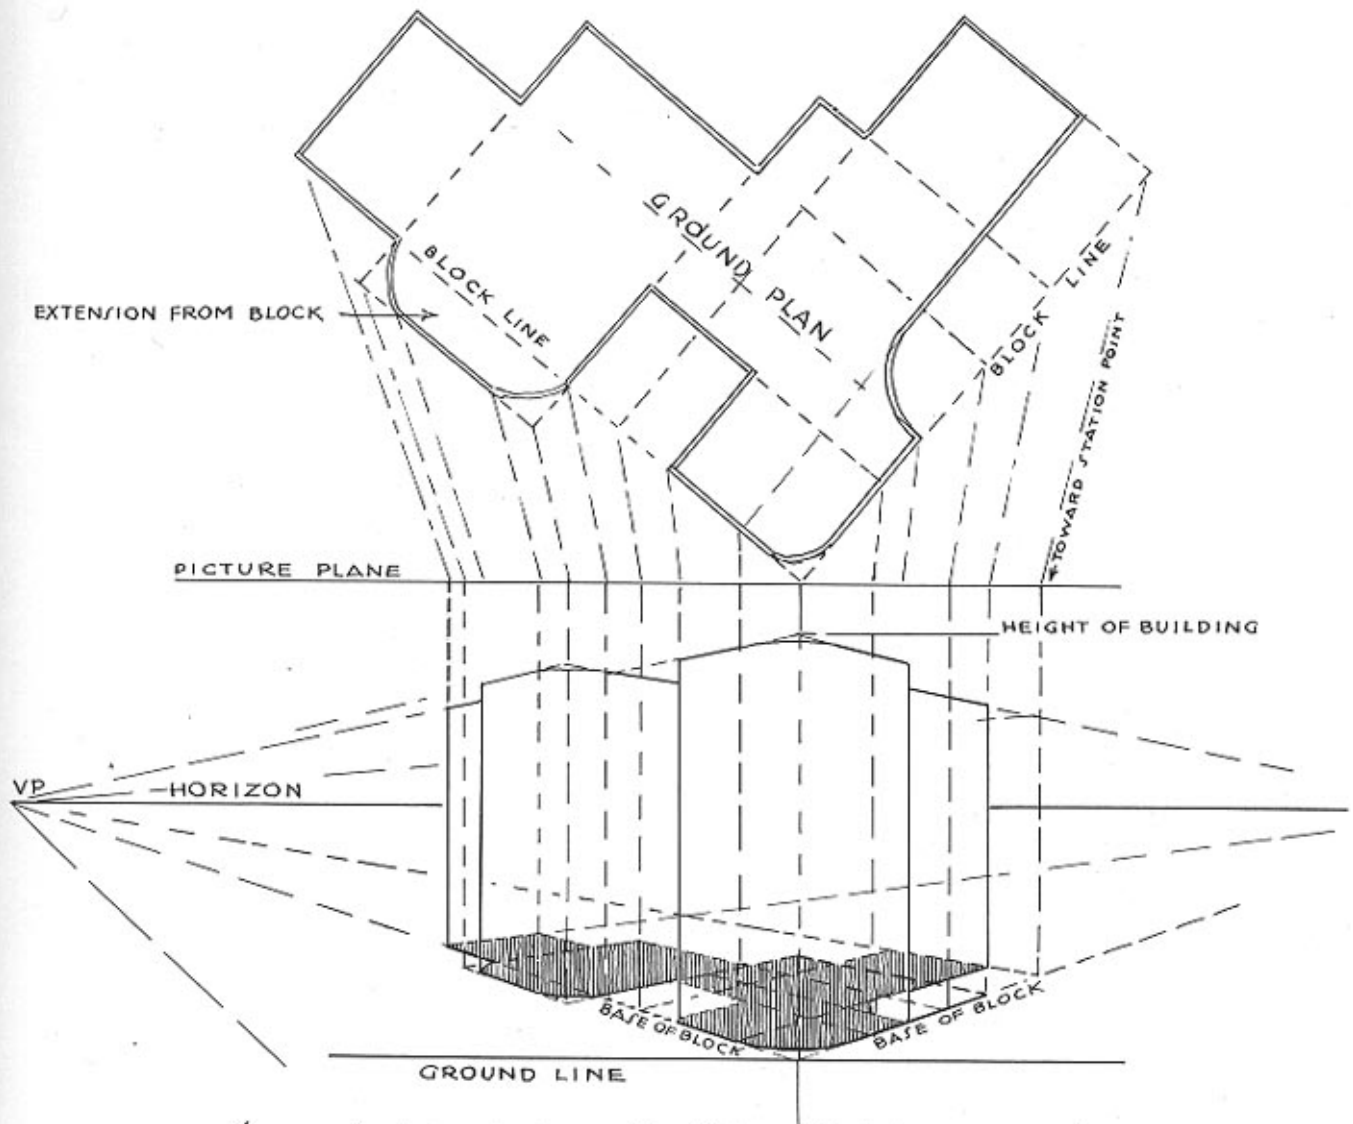 GROUND PLAN
BLOCK LINE
BLOCK LINE
EXTENSION FROM BLOCK
TOWARD STATION POINT
PICTURE PLANE
HEIGHT OF BUILDING
VP
HORIZON
BASE OF BLOCK
BASE OF BLOCK
GROUND LINE